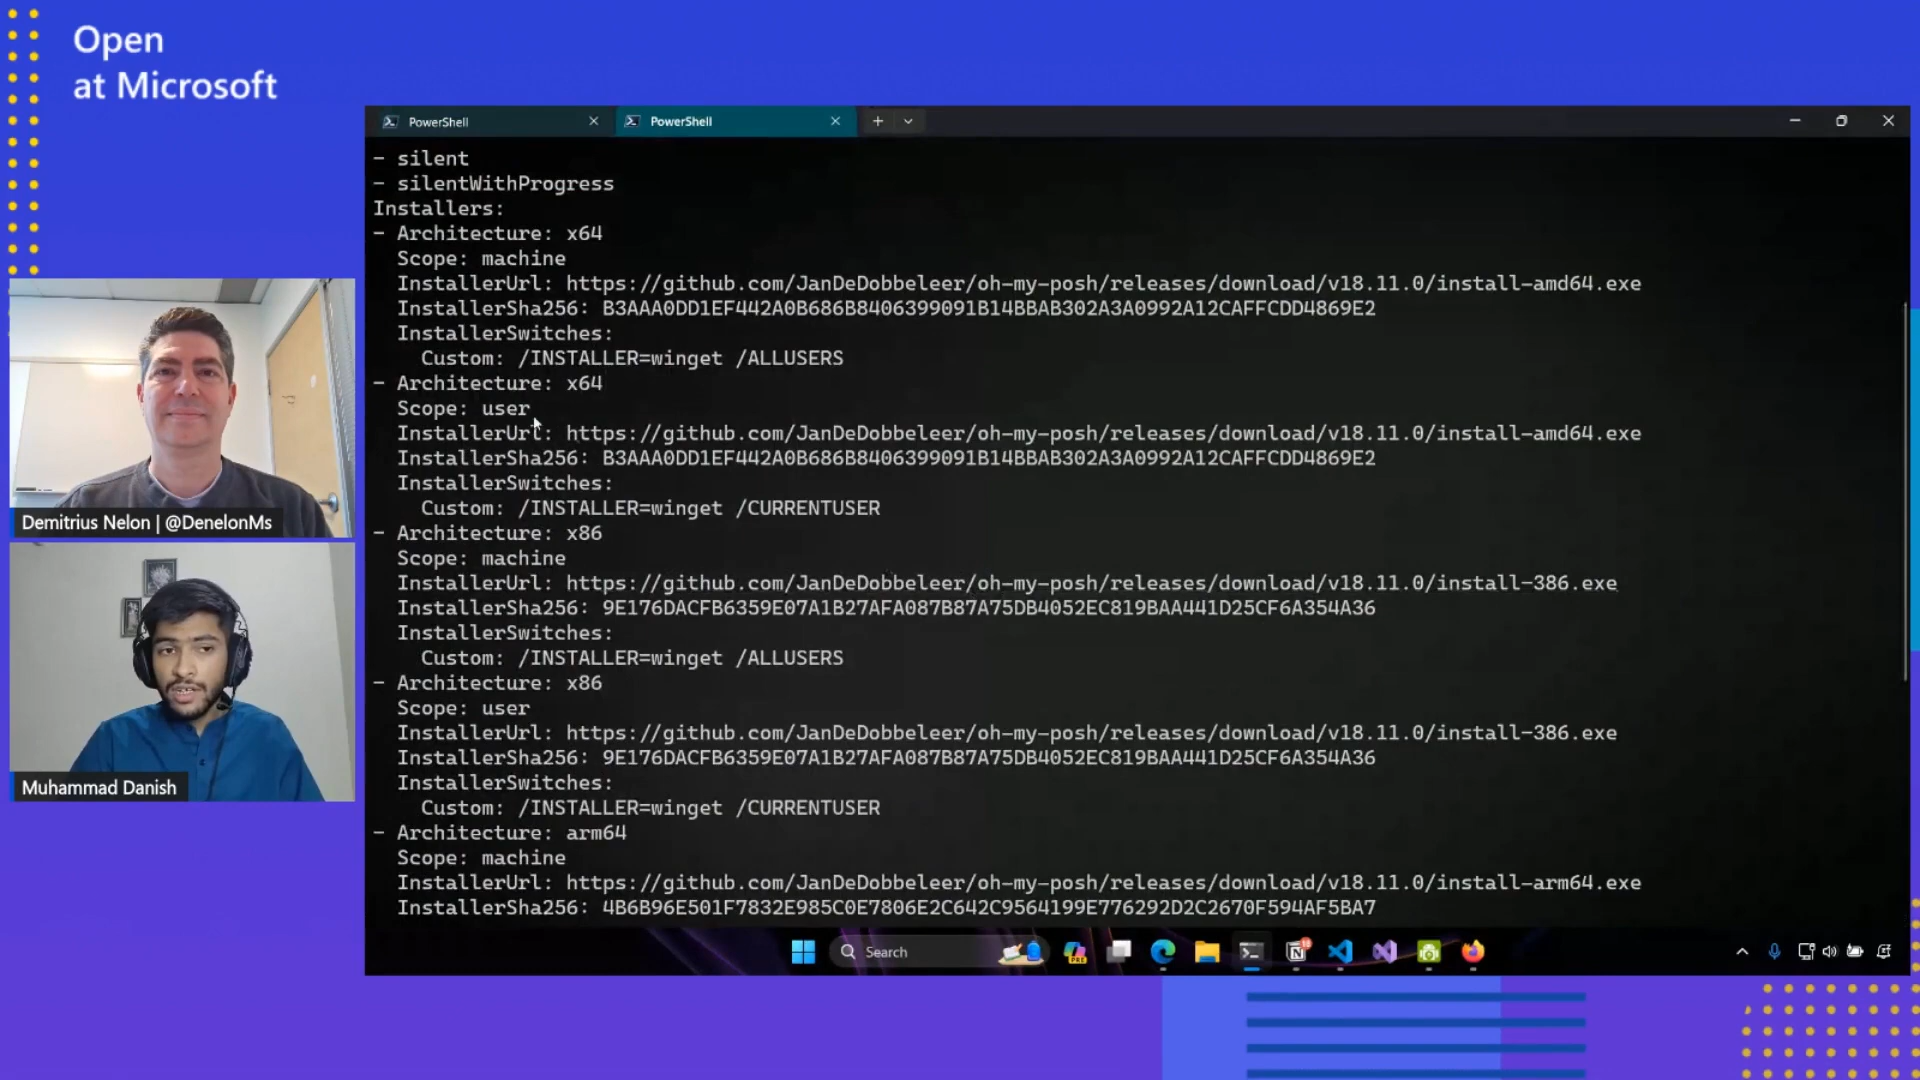 Open
at Microsoft
PowerShell
PowerShell
- silent
- silentWithProgress
Installers:
- Architecture: x64
Scope: machine
InstallerUrl: https://github.com/JanDeDobbeleer/oh-my-posh/releases/download/v18.11.0/install-amd64.exe
InstallerSha256: B3AAA0DD1EF442A0B686B8406399091B14BBAB302A3A0992A12CAFFCDD4869E2
InstallerSwitches:
Custom: /INSTALLER=winget /ALLUSERS
- Architecture: x64
Scope: user
InstallerUrl: https://github.com/JanDeDobbeleer/oh-my-posh/releases/download/v18.11.0/install-amd64.exe
InstallerSha256: B3AAA0DD1EF442A0B686B8406399091B14BBAB302A3A0992A12CAFFCDD4869E2
InstallerSwitches:
Custom: /INSTALLER=winget /CURRENTUSER
- Architecture: x86
Scope: machine
InstallerUrl: https://github.com/JanDeDobbeleer/oh-my-posh/releases/download/v18.11.0/install-386.exe
InstallerSha256: 9E176DACFB6359E07A1B27AFA087B87A75DB4052EC819BAA441D25CF6A354A36
InstallerSwitches:
Custom: /INSTALLER=winget /ALLUSERS
- Architecture: x86
Scope: user
InstallerUrl: https://github.com/JanDeDobbeleer/oh-my-posh/releases/download/v18.11.0/install-386.exe
InstallerSha256: 9E176DACFB6359E07A1B27AFA087B87A75DB4052EC819BAA441D25CF6A354A36
InstallerSwitches:
Custom: /INSTALLER=winget /CURRENTUSER
- Architecture: arm64
Scope: machine
InstallerUrl: https://github.com/JanDeDobbeleer/oh-my-posh/releases/download/v18.11.0/install-arm64.exe
InstallerSha256: 4B6B96E501F7832E985C0E7806E2C642C9564199E776292D2C2670F594AF5BA7
Demitrius Nelon | @DenelonMs
Muhammad Danish
Search
PRE